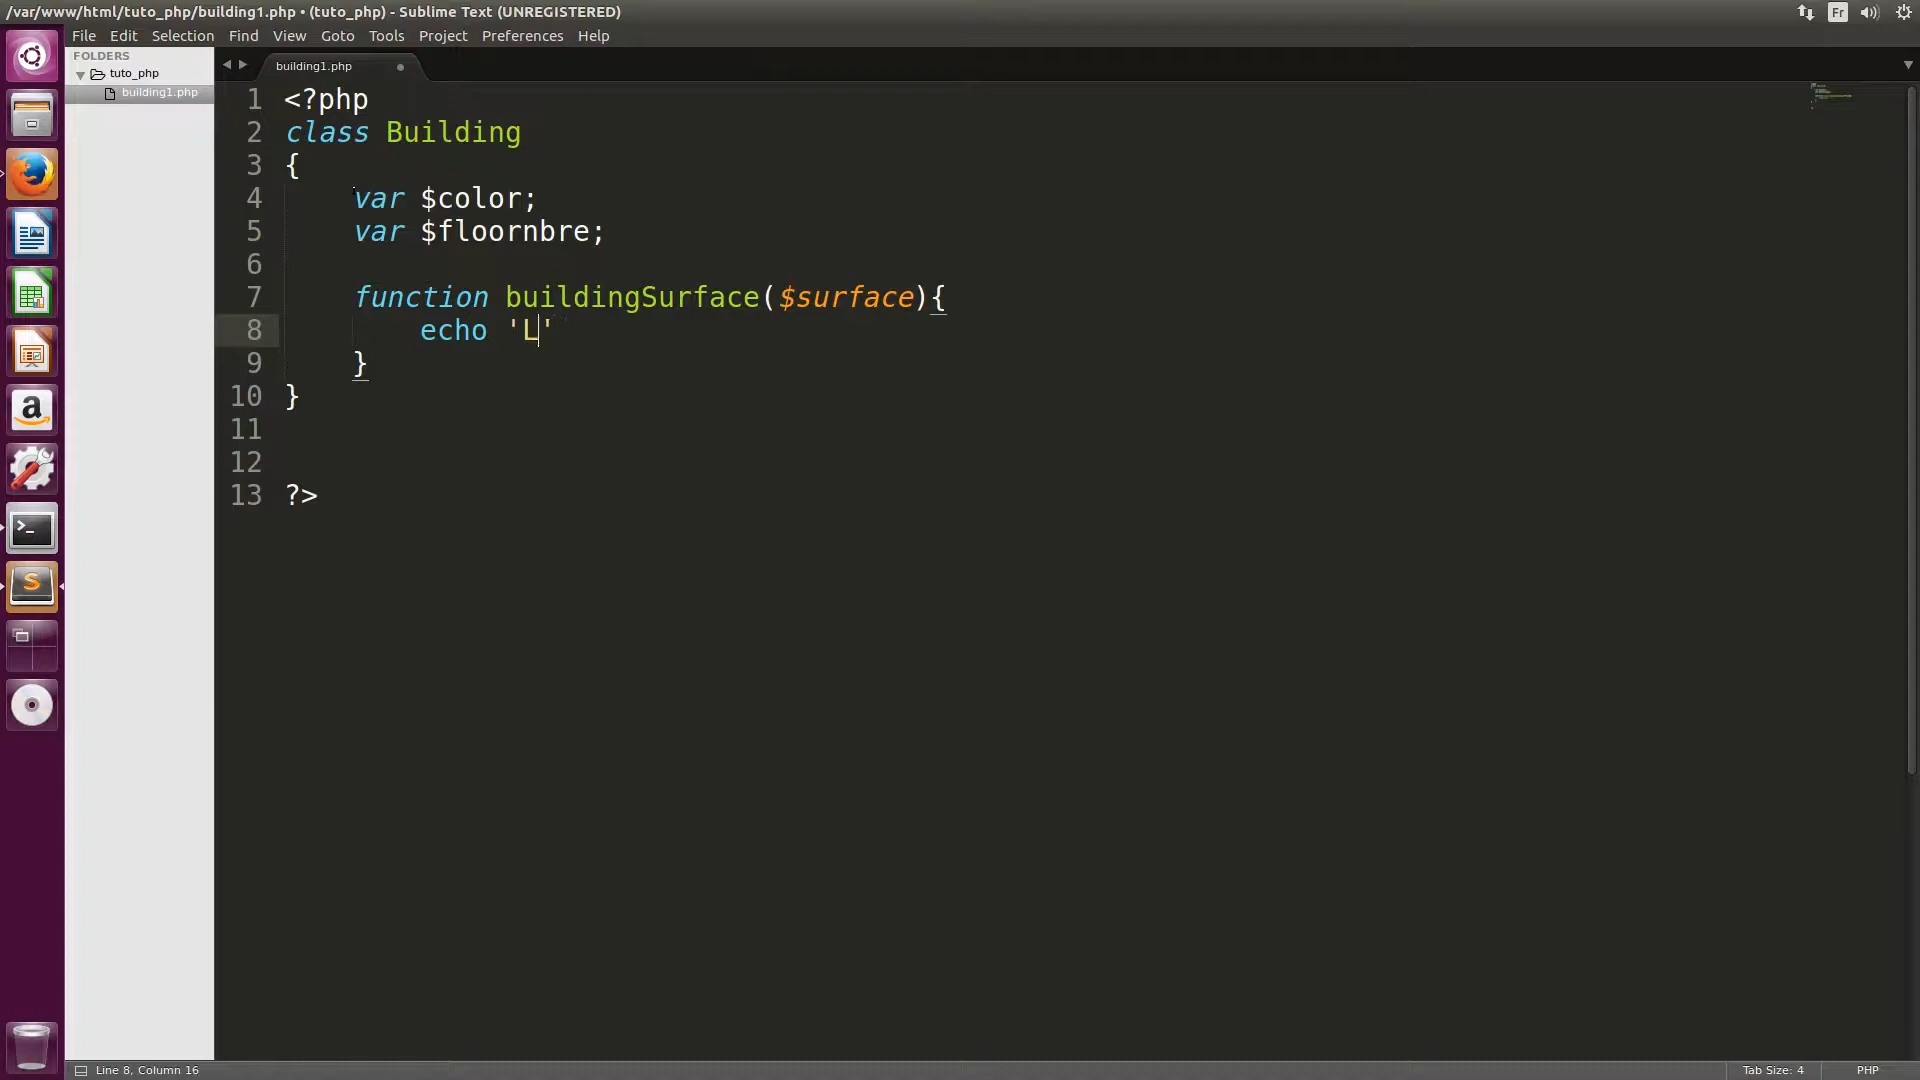 /var/www/html/tuto_php/building1.php • (tuto_php) - Sublime Text (UNREGISTERED)
Fr
File Edit Selection Find View Goto Tools Project Preferences Help
FOLDERS
tuto_php
building1.php
building1.php
1 <?php
2 class Building
3 {
4     var $color;
5     var $floornbre;
6
7     function buildingSurface($surface){
8         echo 'L'
9     }
10 }
11
12
13 ?>
Line 8, Column 16
Tab Size: 4
PHP